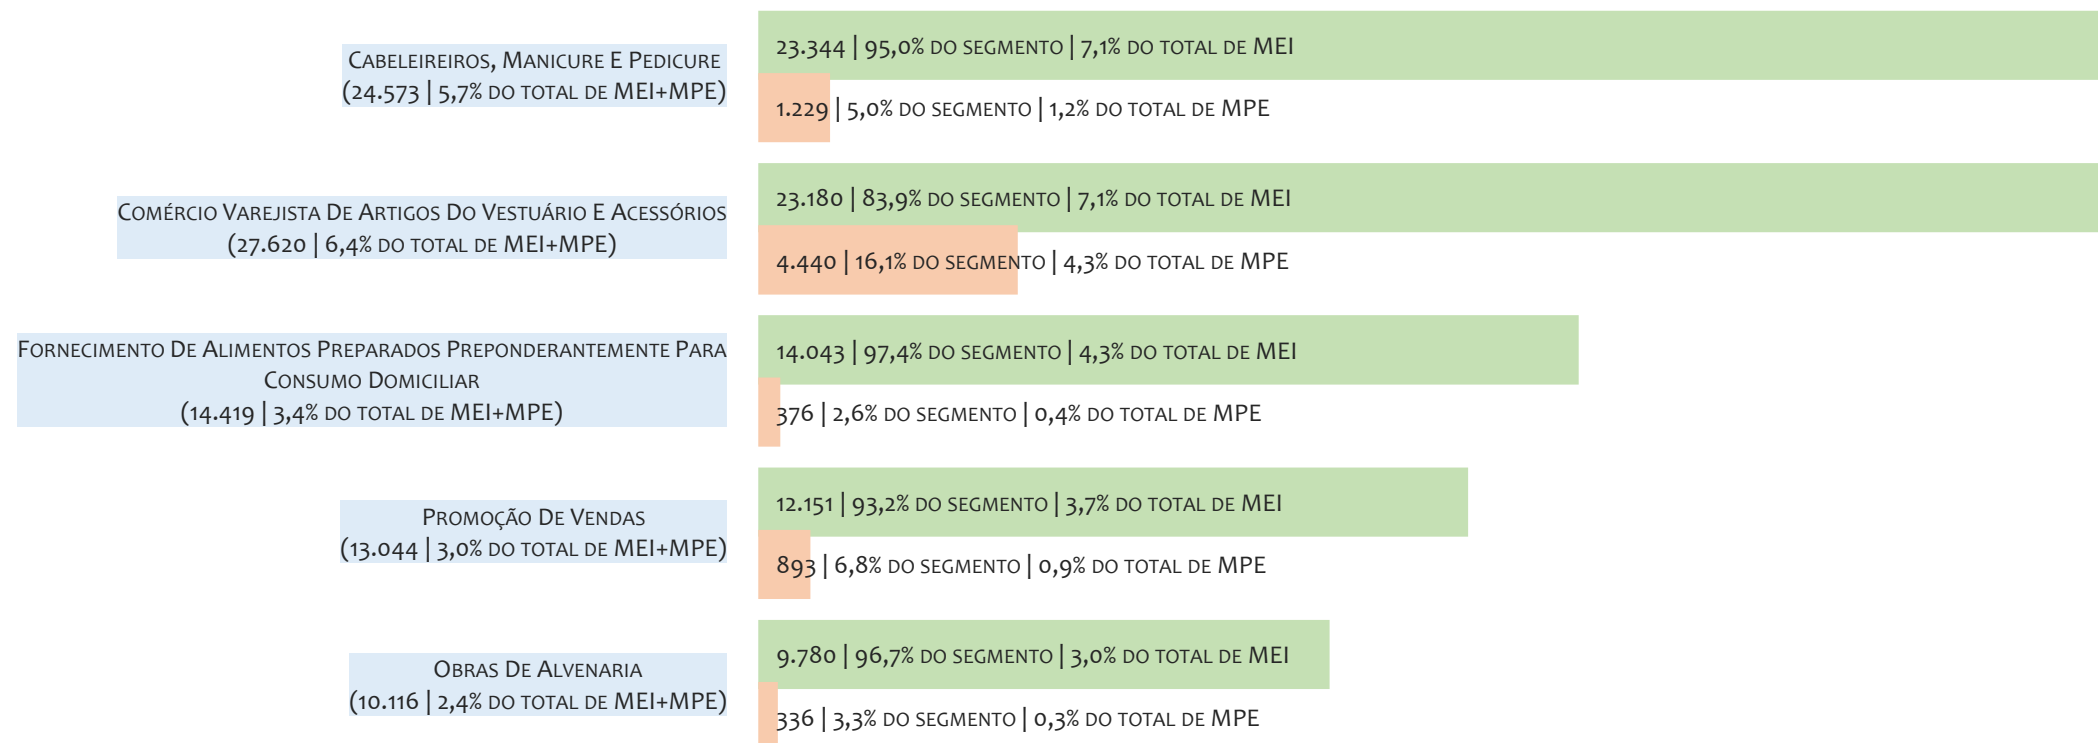 Cabeleireiros, Manicure E Pedicure
(24.573 | 5,7% do total de MEI+MPE)
23.344 | 95,0% do segmento | 7,1% do total de MEI
1.229 | 5,0% do segmento | 1,2% do total de MPE
Comércio Varejista De Artigos Do Vestuário E Acessórios
(27.620 | 6,4% do total de MEI+MPE)
23.180 | 83,9% do segmento | 7,1% do total de MEI
4.440 | 16,1% do segmento | 4,3% do total de MPE
Fornecimento De Alimentos Preparados Preponderantemente Para
Consumo Domiciliar
(14.419 | 3,4% do total de MEI+MPE)
14.043 | 97,4% do segmento | 4,3% do total de MEI
376 | 2,6% do segmento | 0,4% do total de MPE
Promoção De Vendas
(13.044 | 3,0% do total de MEI+MPE)
12.151 | 93,2% do segmento | 3,7% do total de MEI
893 | 6,8% do segmento | 0,9% do total de MPE
Obras De Alvenaria
(10.116 | 2,4% do total de MEI+MPE)
9.780 | 96,7% do segmento | 3,0% do total de MEI
336 | 3,3% do segmento | 0,3% do total de MPE